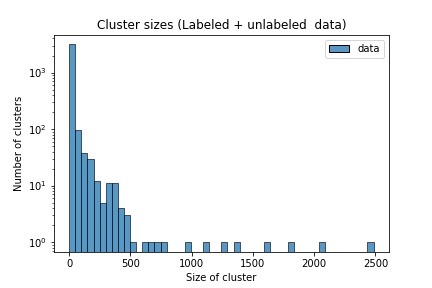 Cluster sizes (Labeled + unlabeled  data)
data
10³
10²
10¹
10⁰
Number of clusters
0 500 1000 1500 2000 2500
Size of cluster